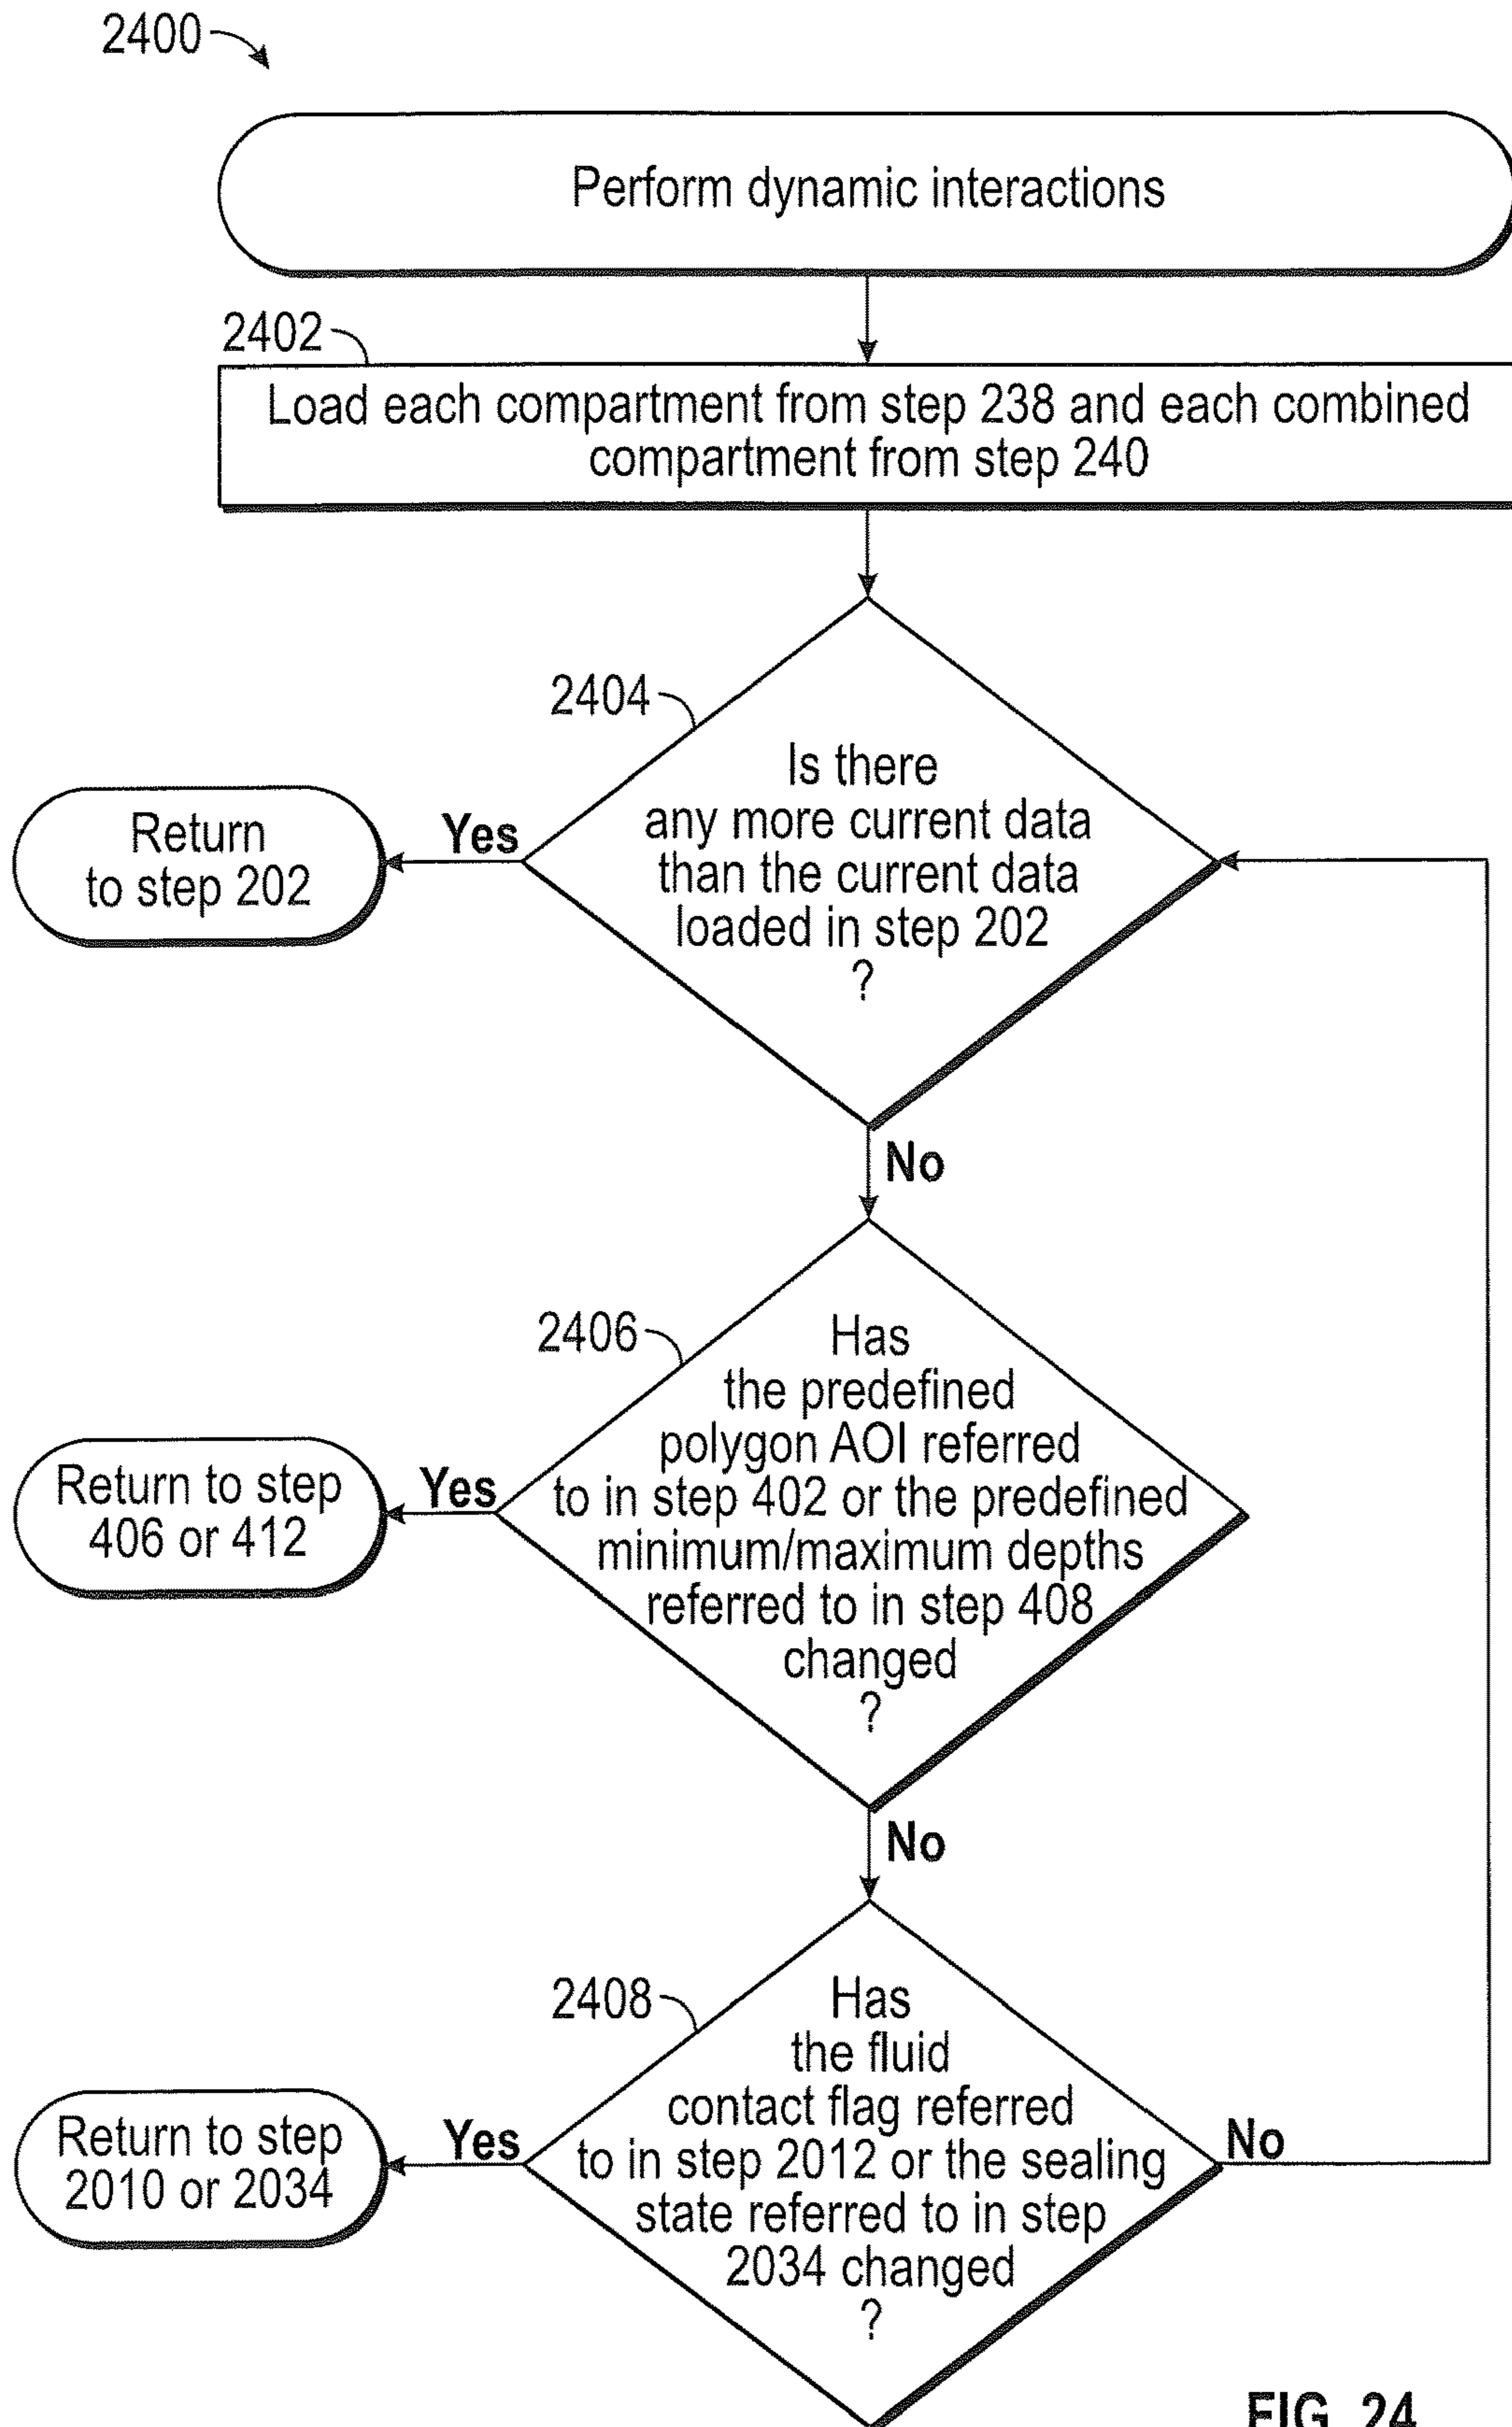 2400
Perform dynamic interactions
2402
Load each compartment from step 238 and each combined
compartment from step 240
2404
Is there
any more current data
than the current data
loaded in step 202
?
Yes
Return
to step 202
No
2406
Has
the predefined
polygon AOI referred
to in step 402 or the predefined
minimum/maximum depths
referred to in step 408
changed
?
Yes
Return to step
406 or 412
No
2408
Has
the fluid
contact flag referred
to in step 2012 or the sealing
state referred to in step
2034 changed
?
Yes
Return to step
2010 or 2034
No
FIG. 24